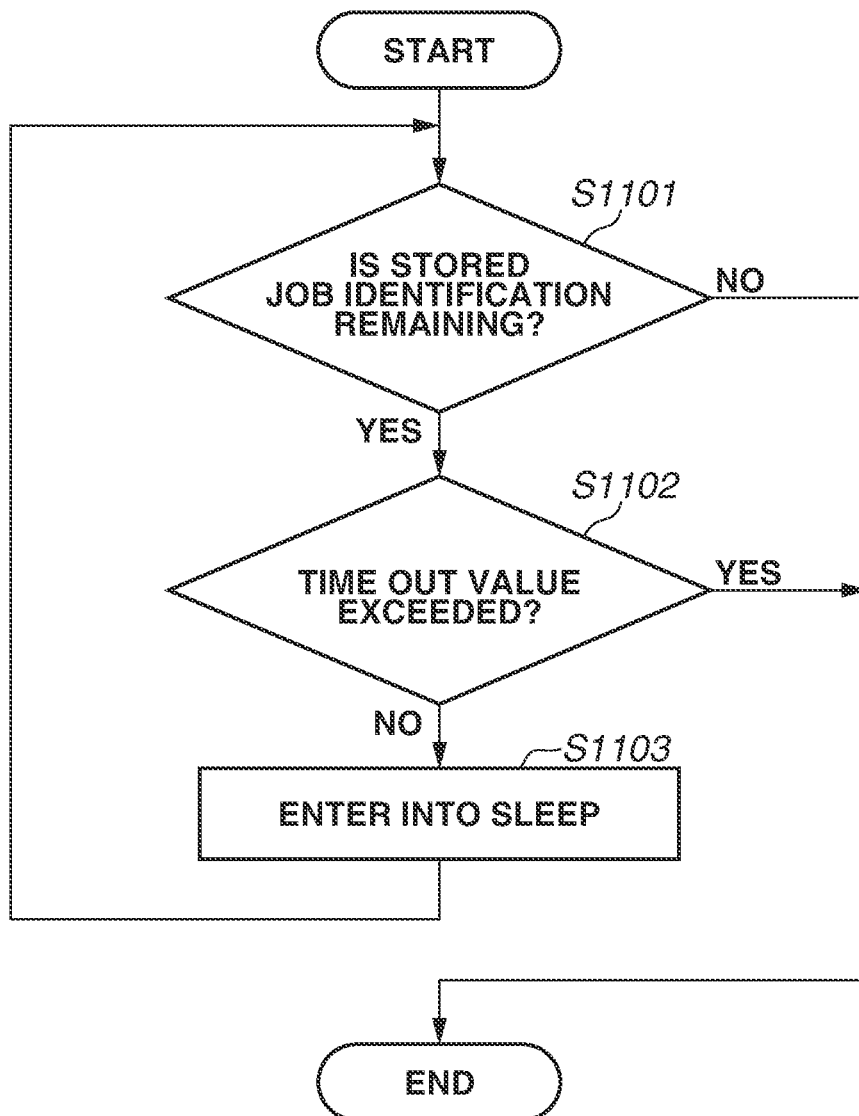 START
S1101
IS STORED
JOB IDENTIFICATION
REMAINING?
NO
YES
S1102
TIME OUT VALUE
EXCEEDED?
YES
NO
S1103
ENTER INTO SLEEP
END